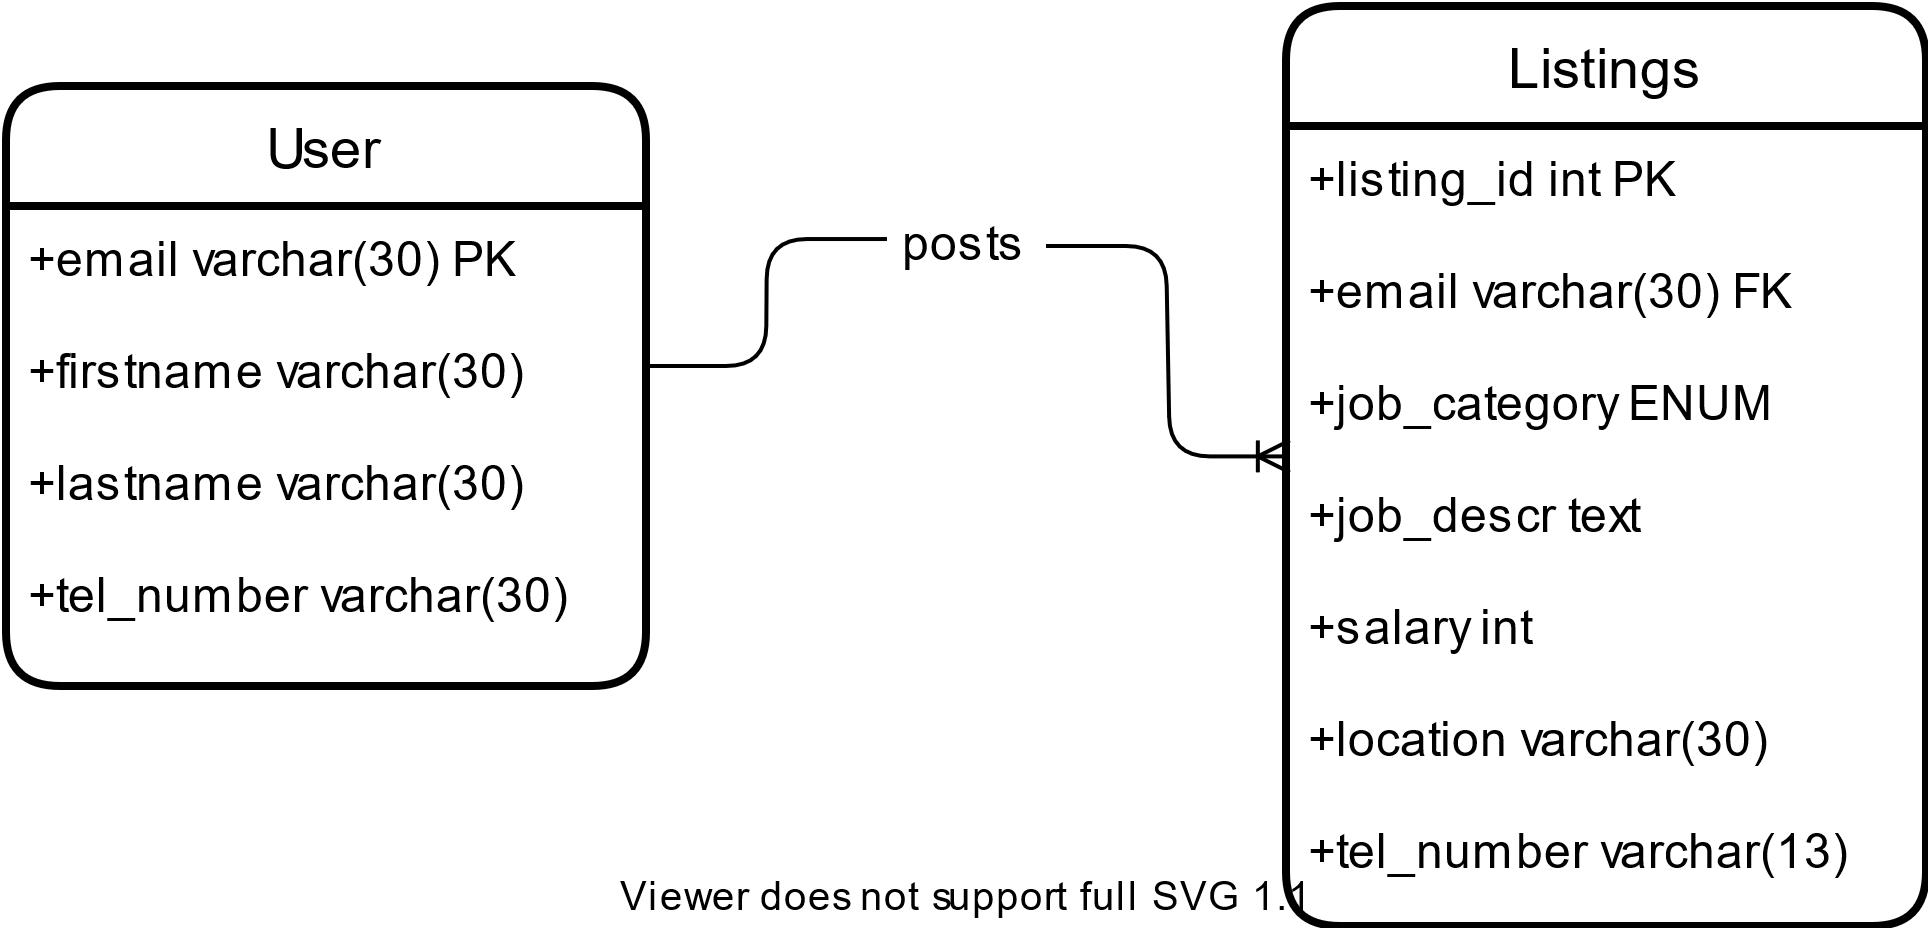 User
+email varchar(30) PK
+firstname varchar(30)
+lastname varchar(30)
+tel_number varchar(30)
posts
Listings
+listing_id int PK
+email varchar(30) FK
+job_category ENUM
+job_descr text
+salary int
+location varchar(30)
+tel_number varchar(13)
Viewer does not support full SVG 1.1